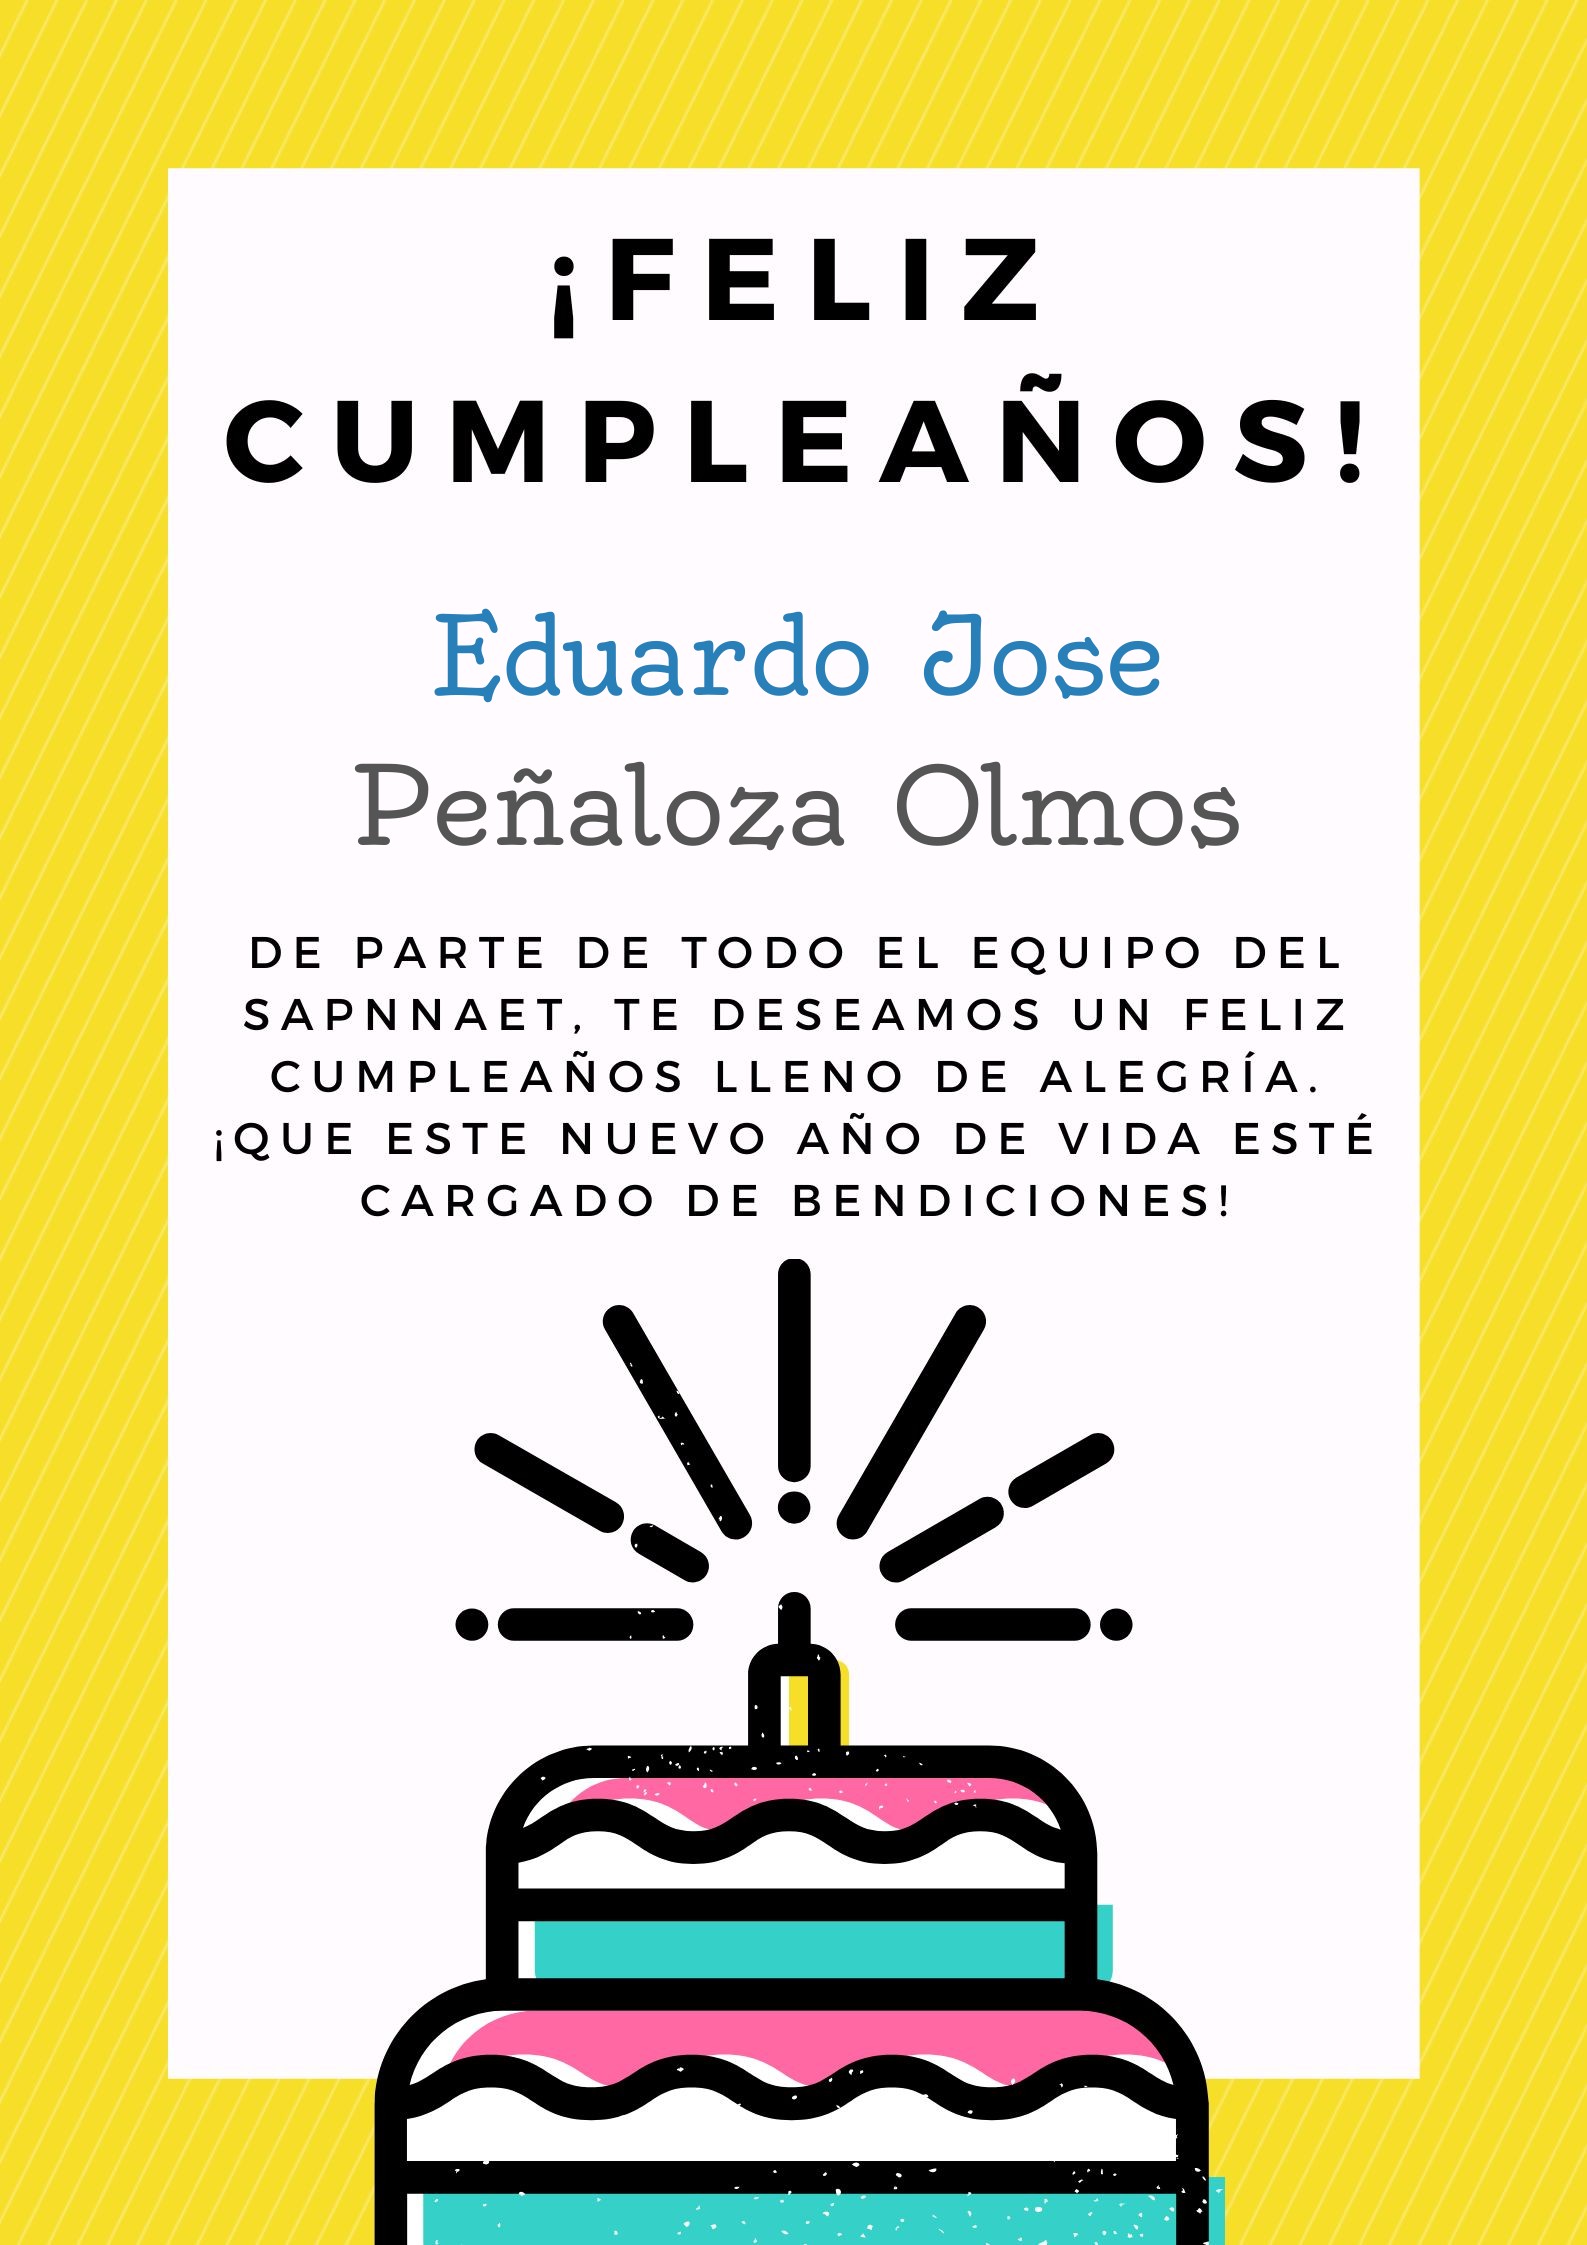 ¡FELIZ
CUMPLEAÑOS!
Eduardo Jose
Peñaloza Olmos
DE PARTE DE TODO EL EQUIPO DEL
SAPNNAET, TE DESEAMOS UN FELIZ
CUMPLEAÑOS LLENO DE ALEGRÍA.
¡QUE ESTE NUEVO AÑO DE VIDA ESTÉ
CARGADO DE BENDICIONES!